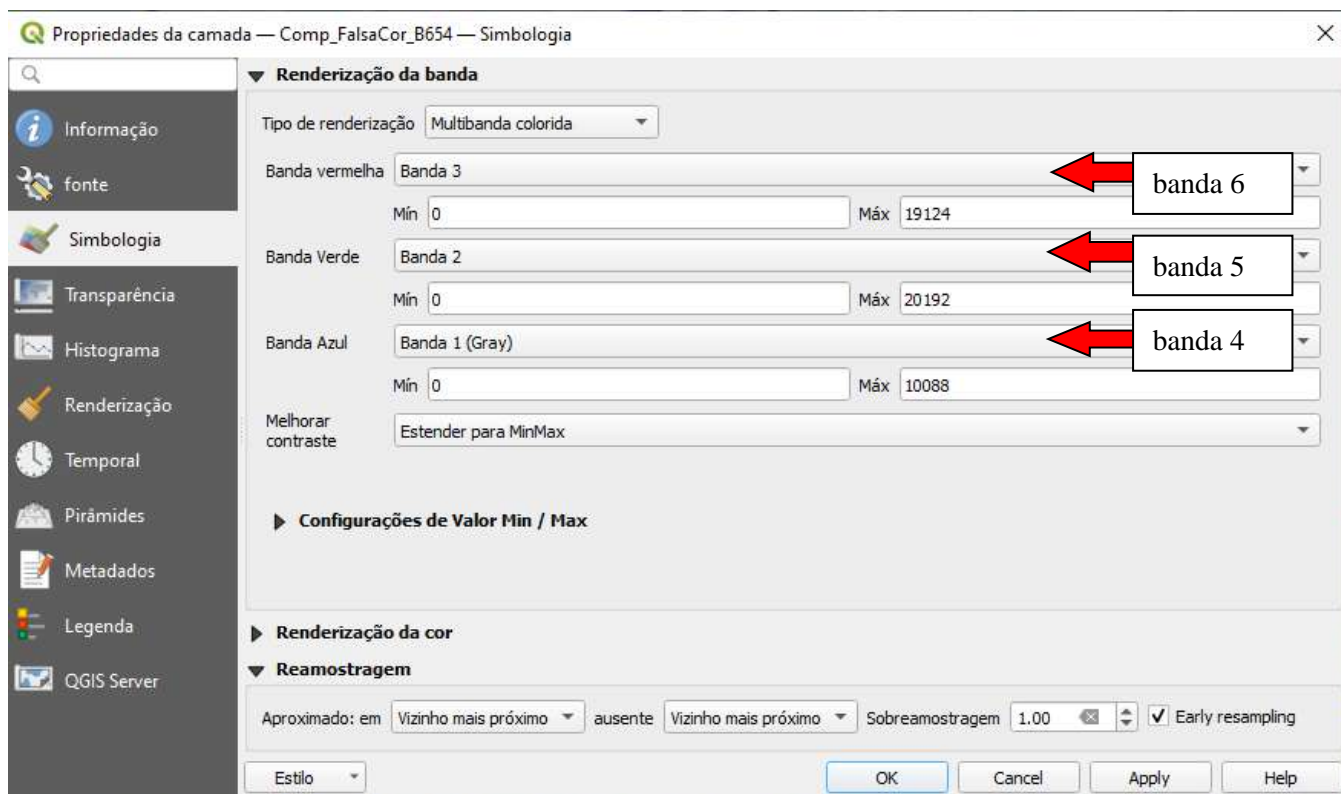 Propriedades da camada — Comp_FalsaCor_B654 — Simbologia
Informação
fonte
Simbologia
Transparência
Histograma
Renderização
Temporal
Pirâmides
Metadados
Legenda
QGIS Server
Renderização da banda
Tipo de renderização Multibanda colorida
Banda vermelha Banda 3 banda 6
Mín 0 Máx 19124
Banda Verde Banda 2 banda 5
Mín 0 Máx 20192
Banda Azul Banda 1 (Gray) banda 4
Mín 0 Máx 10088
Melhorar
contraste Estender para MinMax
Configurações de Valor Min / Max
Renderização da cor
Reamostragem
Aproximado: em Vizinho mais próximo ausente Vizinho mais próximo Sobreamostragem 1.00 Early resampling
Estilo OK Cancel Apply Help